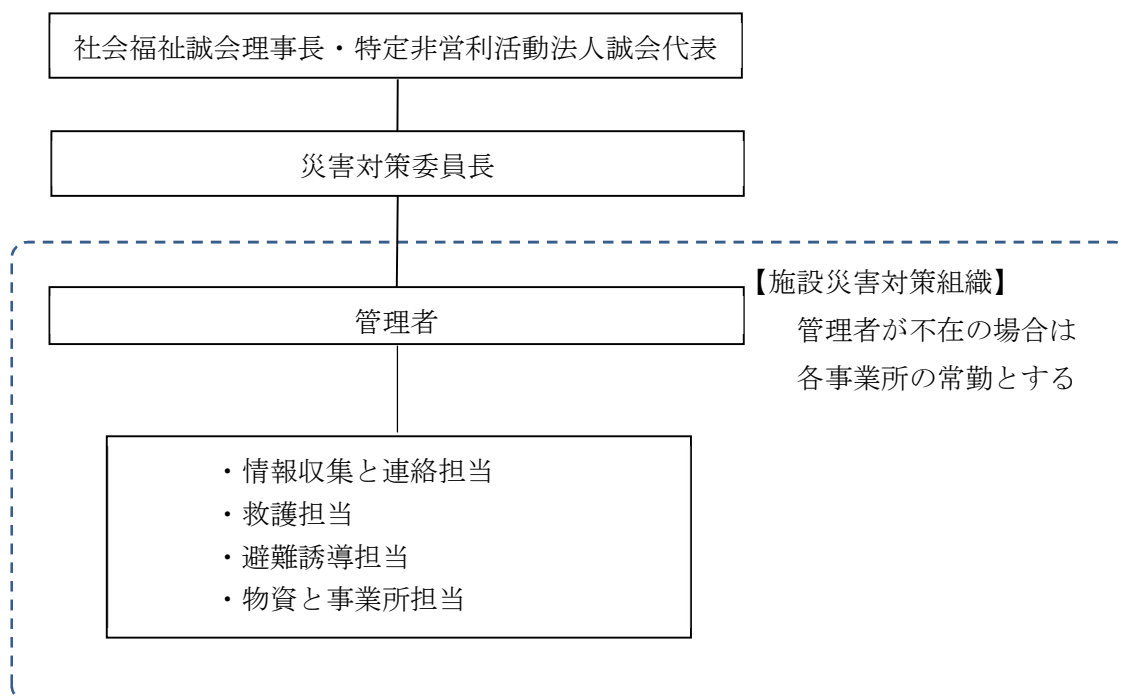 社会福祉誠会理事長・特定非営利活動法人誠会代表
災害対策委員長
管理者
【施設災害対策組織】
管理者が不在の場合は
各事業所の常勤とする
・情報収集と連絡担当
・救護担当
・避難誘導担当
・物資と事業所担当